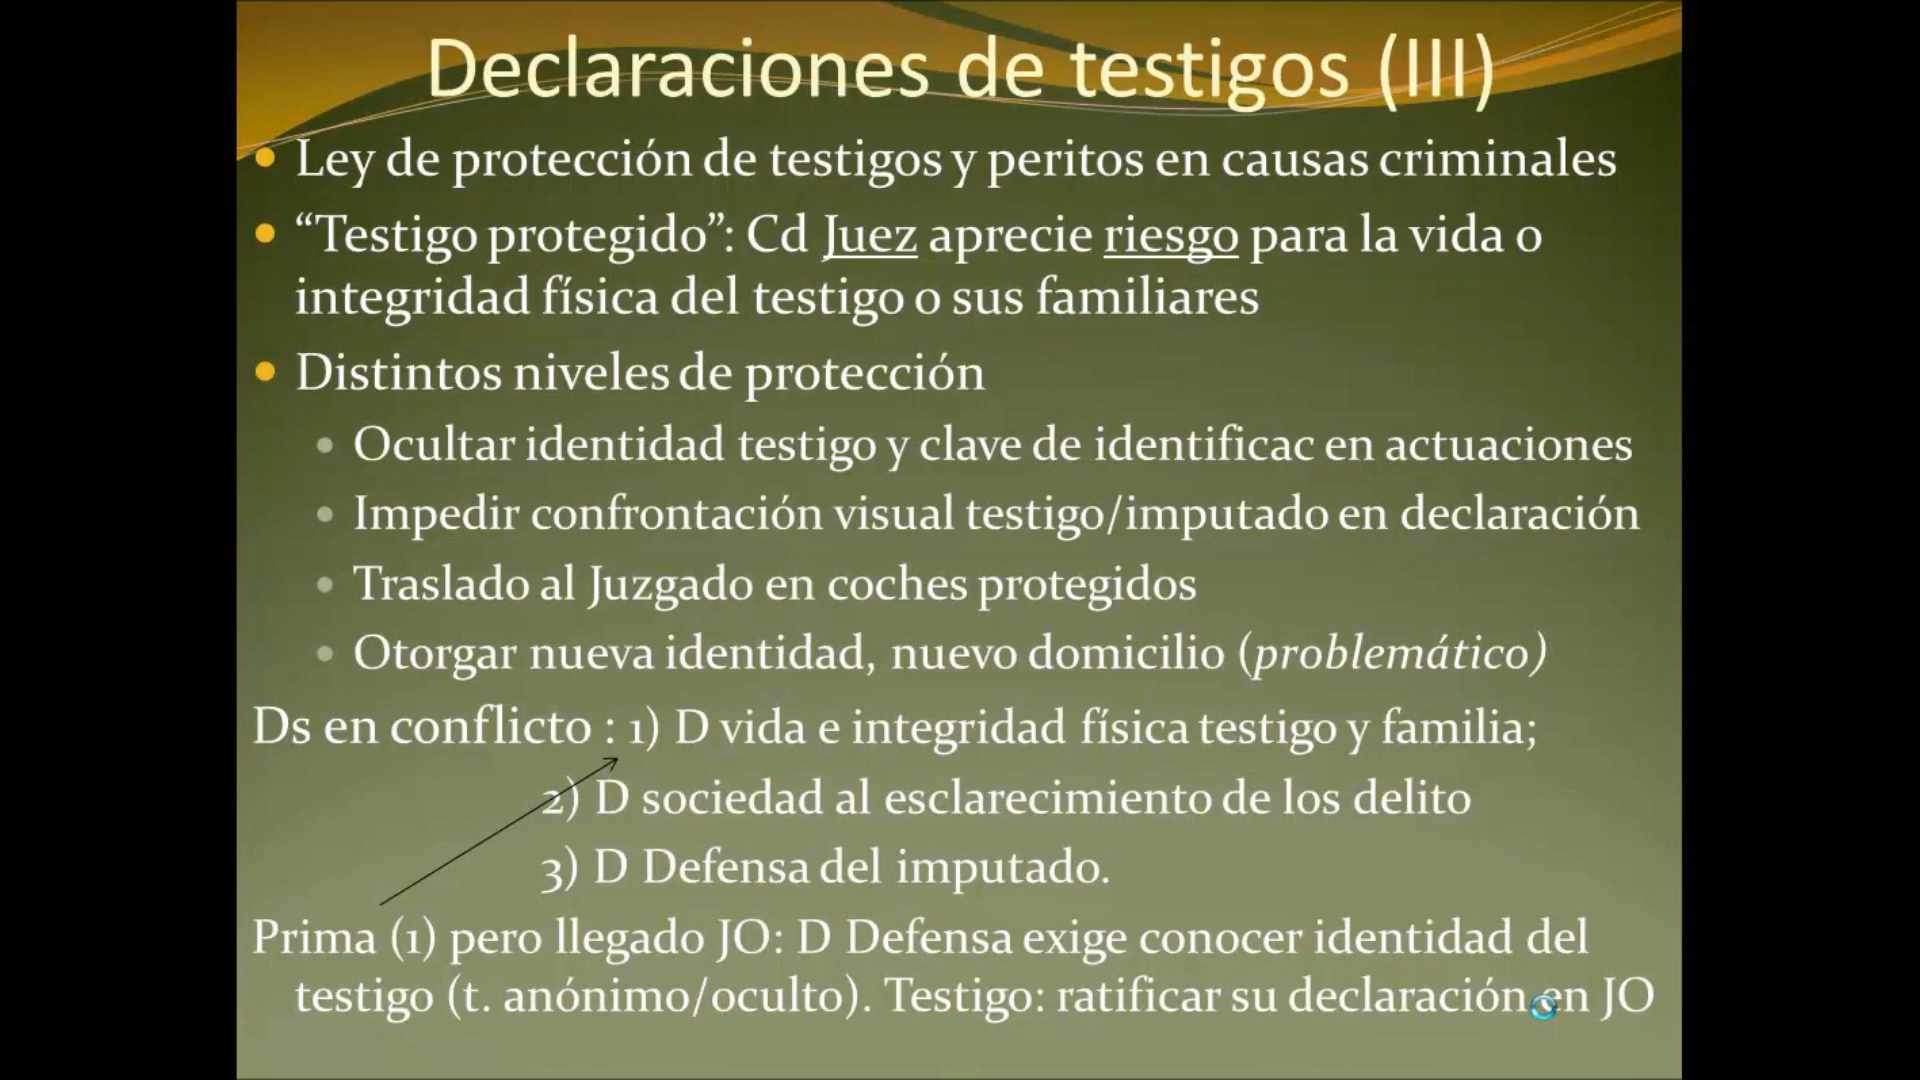 Declaraciones de testigos (III)
Ley de protección de testigos y peritos en causas criminales
“Testigo protegido”: Cd Juez aprecie riesgo para la vida o
integridad física del testigo o sus familiares
Distintos niveles de protección
Ocultar identidad testigo y clave de identificac en actuaciones
Impedir confrontación visual testigo/imputado en declaración
Traslado al Juzgado en coches protegidos
Otorgar nueva identidad, nuevo domicilio (problemático)
Ds en conflicto : 1) D vida e integridad física testigo y familia;
2) D sociedad al esclarecimiento de los delito
3) D Defensa del imputado.
Prima (1) pero llegado JO: D Defensa exige conocer identidad del
testigo (t. anónimo/oculto). Testigo: ratificar su declaración en JO